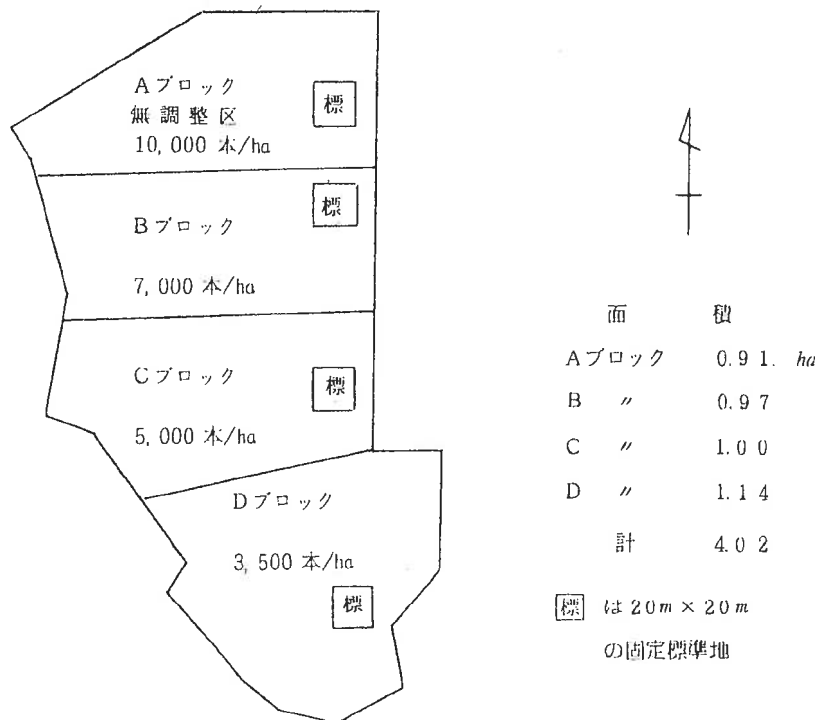 Aブロック
無調整区
10,000 本/ha
標
Bブロック
標
7,000 本/ha
Cブロック
標
5,000 本/ha
Dブロック
3,500 本/ha
標
面 積
Aブロック 0.91. ha
B 〃 0.97
C 〃 1.00
D 〃 1.14
計 4.02
標 は20m×20m
の固定標準地